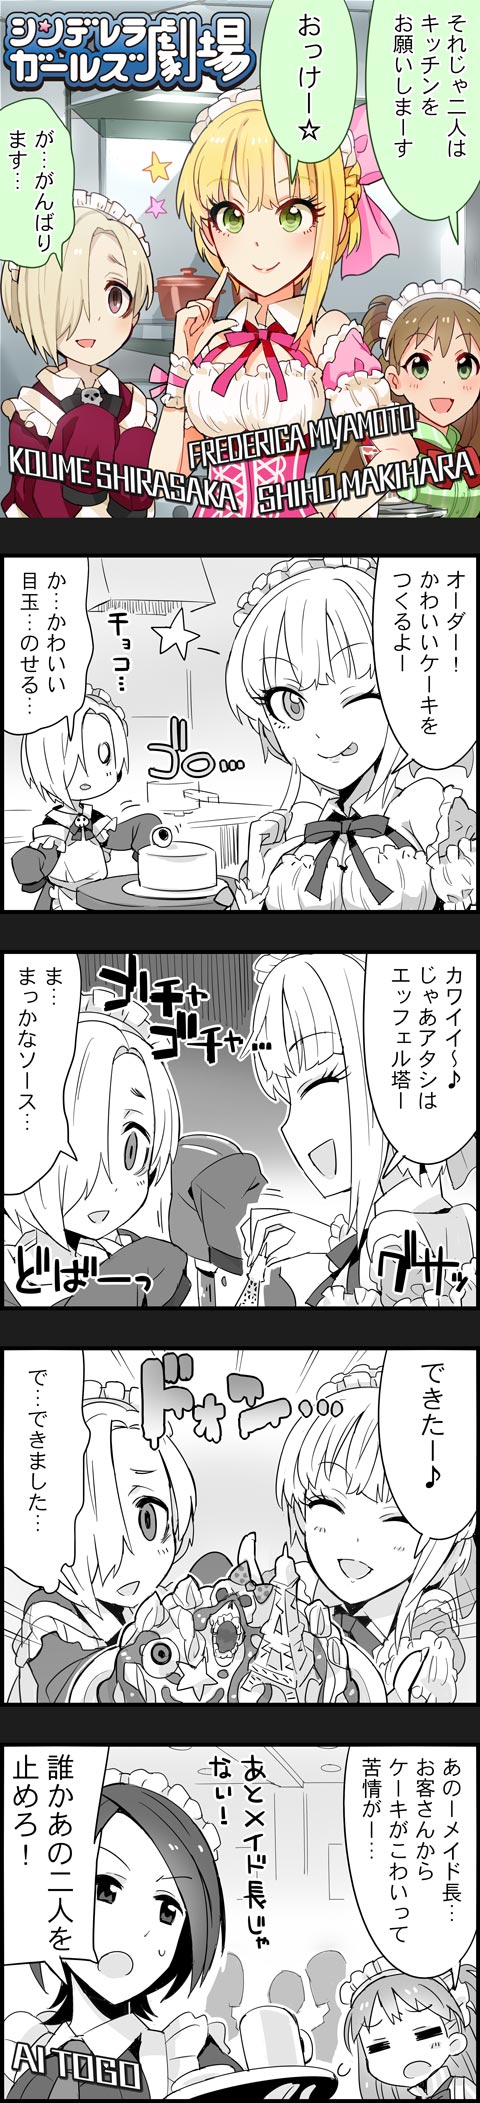 シンデレラ
ガールズ劇場
それじゃ二人は
キッチンを
お願いしまーす
おっけー☆
が…がんばり
ます…
FREDERICA MIYAMOTO
KOUME SHIRASAKA
SHIHO MAKIHARA
オーダー！
かわいいケーキを
つくるよー
チョコ…
か…かわいい
目玉…のせる…
ゴロ…
カワイイ～♪
じゃあアタシは
エッフェル塔ー
ゴチャ
ゴチャ…
ま…
まっかなソース…
グサッ
どばーっ
できたー♪
ドォン…
で…できました…
あのーメイド長…
お客さんから
ケーキがこわいって
苦情がー…
あとメイド長じゃ
ない！
誰かあの二人を
止めろ！
AI TOGO